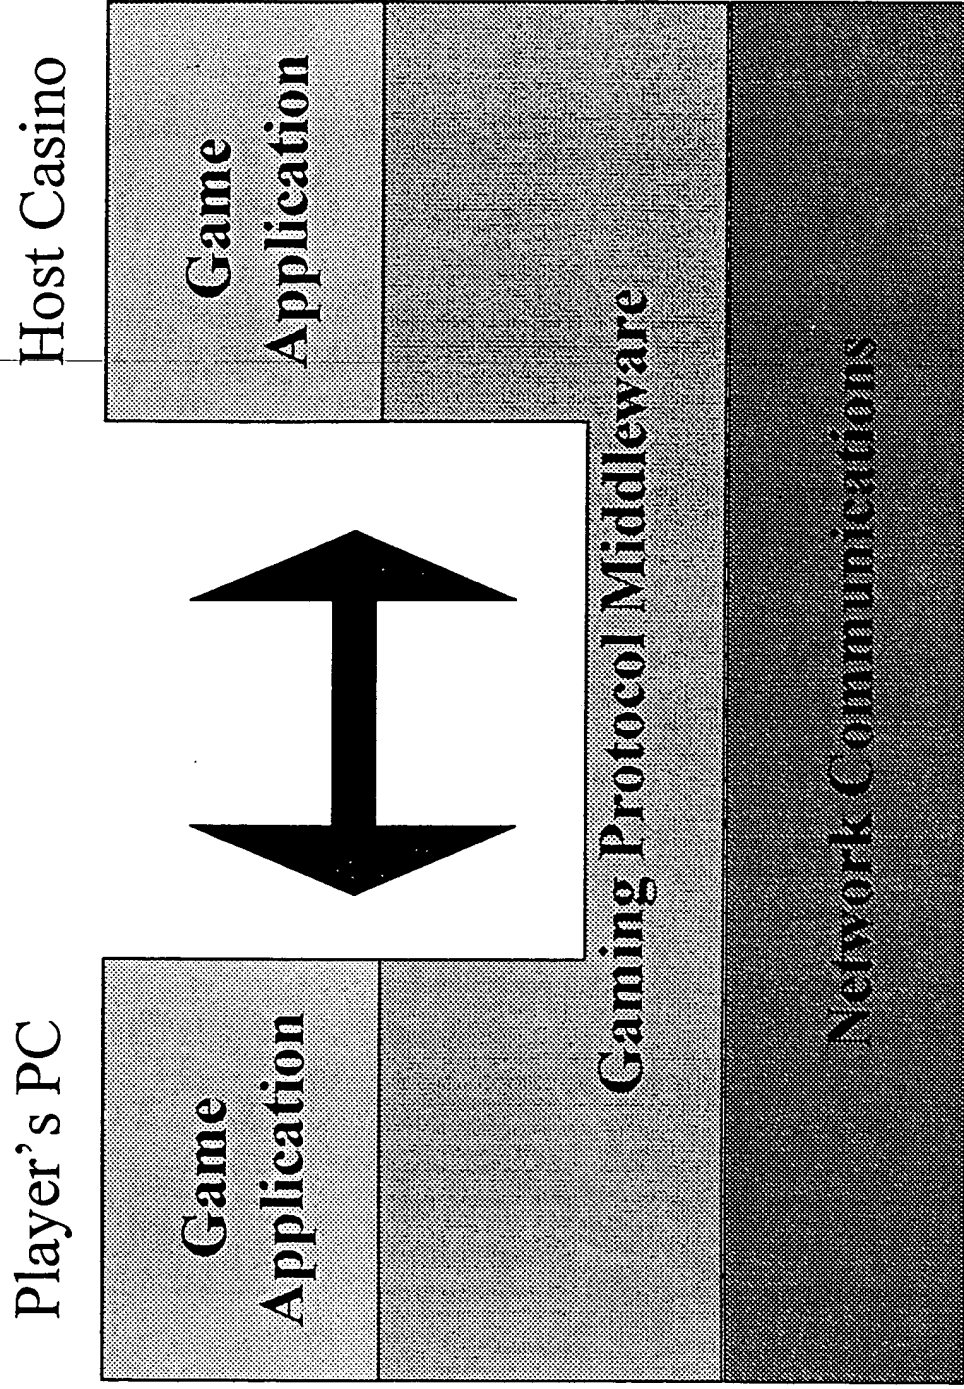 Player's PC
Host Casino
Game
Application
Game
Application
Gaming Protocol Middleware
Network Communications